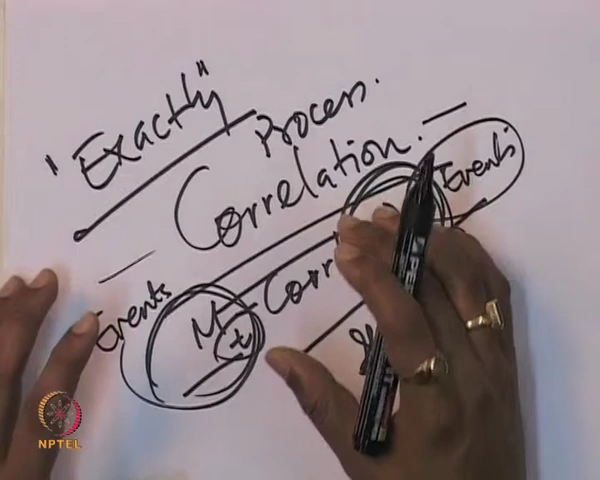 "Exactly"
Process.
Correlation.
Events
Events
M - Corr
t
NPTEL